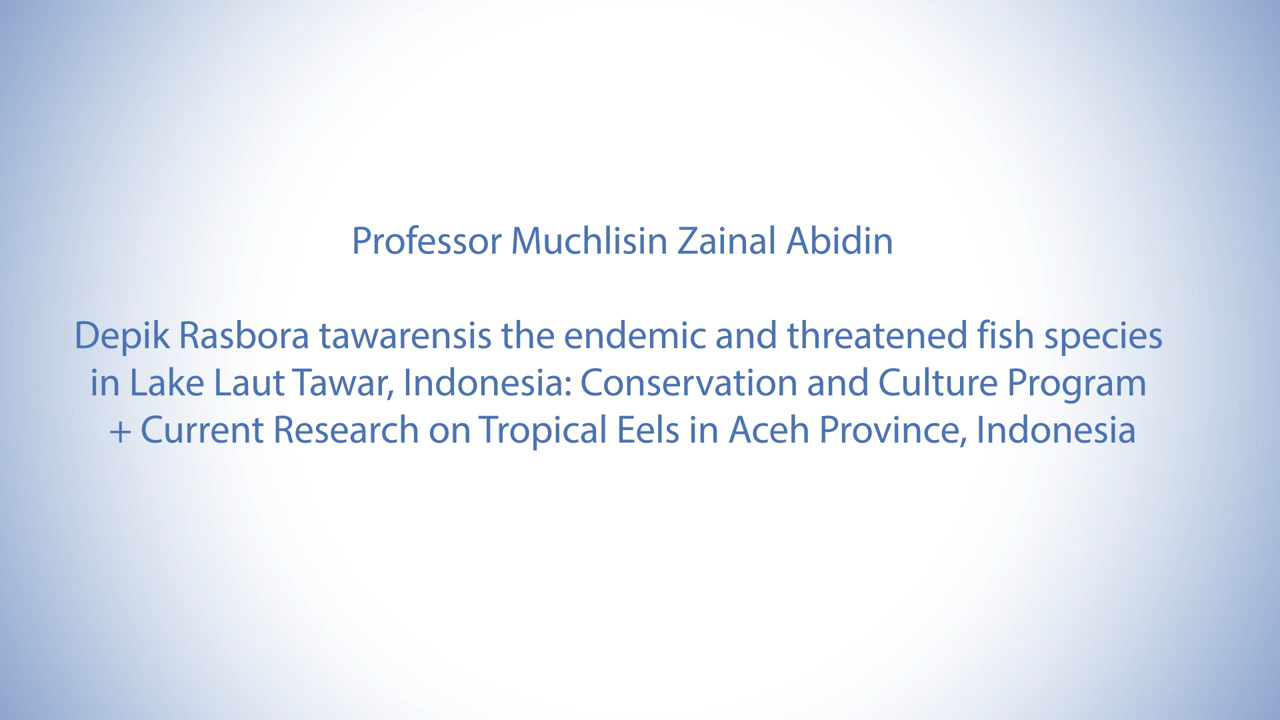 Professor Muchlisin Zainal Abidin
Depik Rasbora tawarensis the endemic and threatened fish species
in Lake Laut Tawar, Indonesia: Conservation and Culture Program
+ Current Research on Tropical Eels in Aceh Province, Indonesia